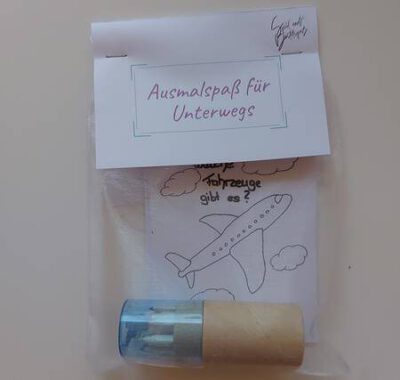 Ausmalspaß für
Unterwegs
Fahrzeuge
gibt es?